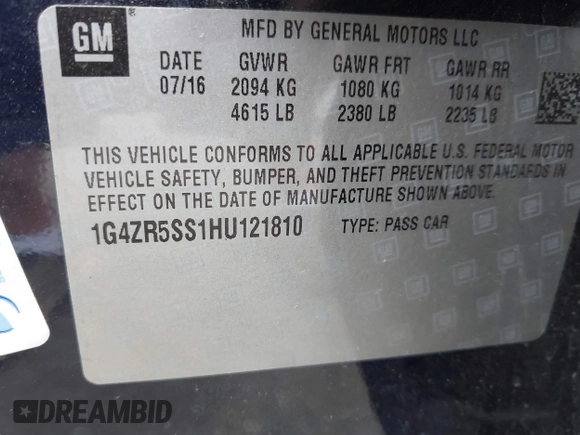 GM
MFD BY GENERAL MOTORS LLC
DATE GVWR GAWR FRT GAWR RR
07/16 2094 KG 1080 KG 1014 KG
4615 LB 2380 LB 2235 LB
THIS VEHICLE CONFORMS TO ALL APPLICABLE U.S. FEDERAL MOTOR
VEHICLE SAFETY, BUMPER, AND THEFT PREVENTION STANDARDS IN
EFFECT ON THE DATE OF MANUFACTURE SHOWN ABOVE.
1G4ZR5SS1HU121810 TYPE: PASS CAR
DREAMBID